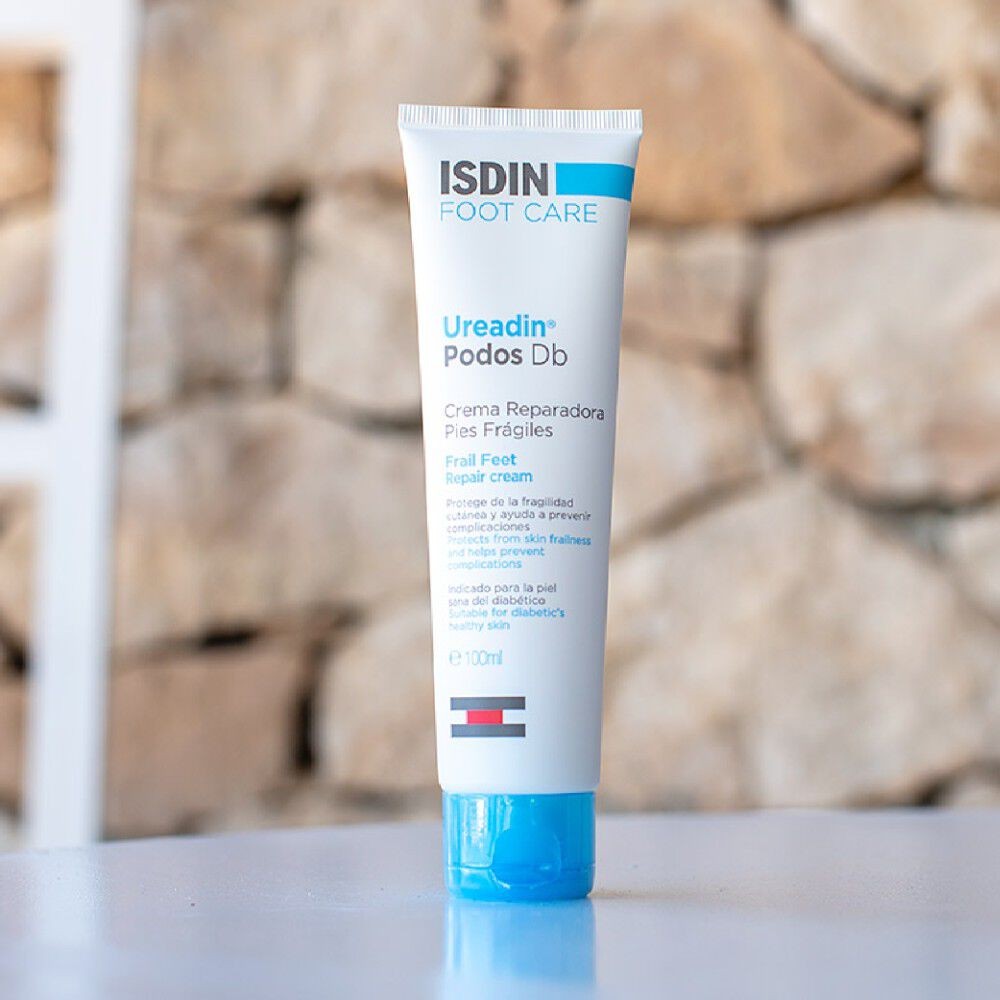 ISDIN
FOOT CARE
Ureadin®
Podos Db
Crema Reparadora
Pies Frágiles
Frail Feet
Repair cream
Protege de la fragilidad
cutánea y ayuda a prevenir
complicaciones
Protects from skin frailness
and helps prevent
complications
Indicado para la piel
sana del diabético
Suitable for diabetic's
healthy skin
℮ 100ml